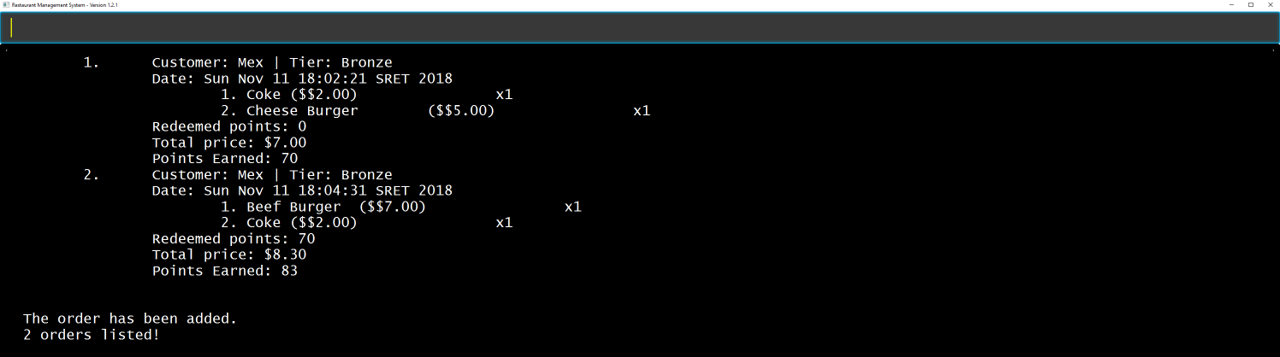 Restaurant Management System - Version 1.2.1
1. Customer: Mex | Tier: Bronze
Date: Sun Nov 11 18:02:21 SRET 2018
1. Coke ($$2.00) x1
2. Cheese Burger ($$5.00) x1
Redeemed points: 0
Total price: $7.00
Points Earned: 70
2. Customer: Mex | Tier: Bronze
Date: Sun Nov 11 18:04:31 SRET 2018
1. Beef Burger ($$7.00) x1
2. Coke ($$2.00) x1
Redeemed points: 70
Total price: $8.30
Points Earned: 83
The order has been added.
2 orders listed!